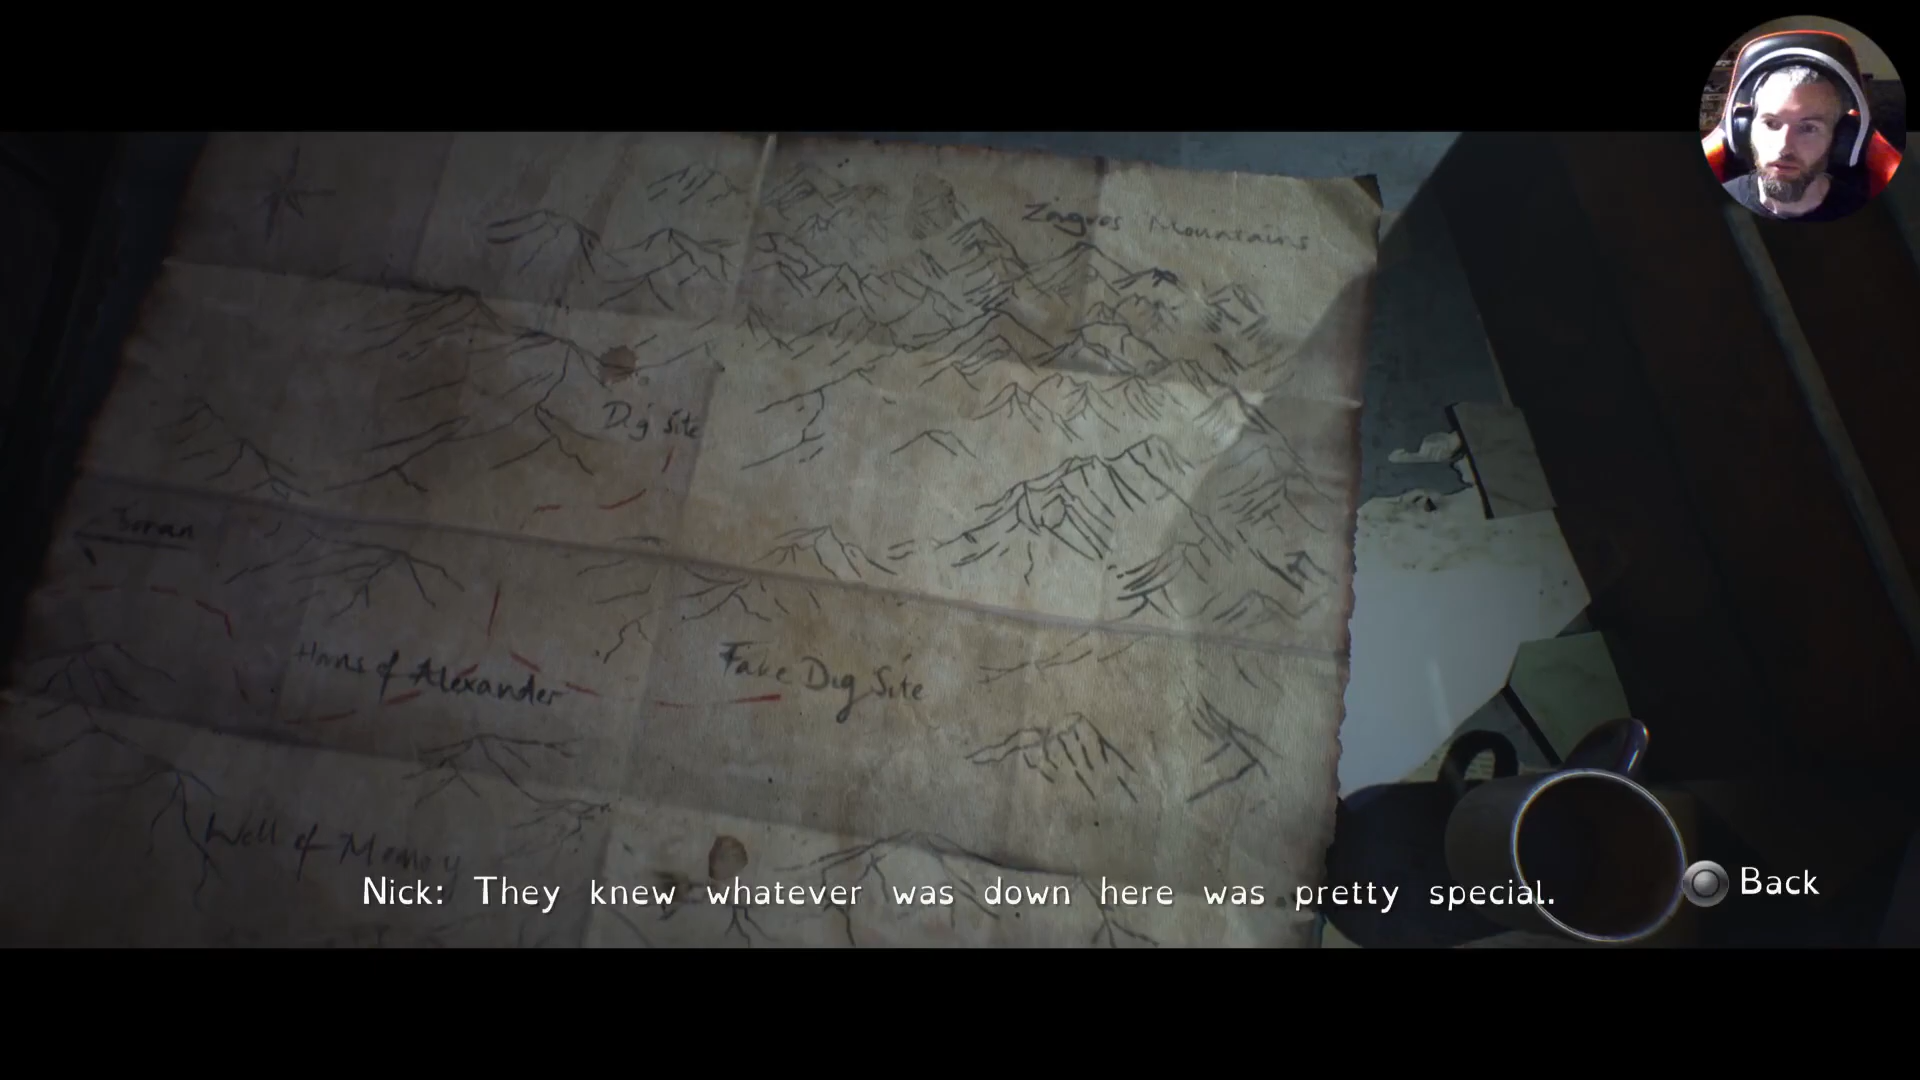 Zagros Mountains
Dig site
Horns of Alexander
Fake Dig Site
Well of Memory
Nick: They knew whatever was down here was pretty special.
Back